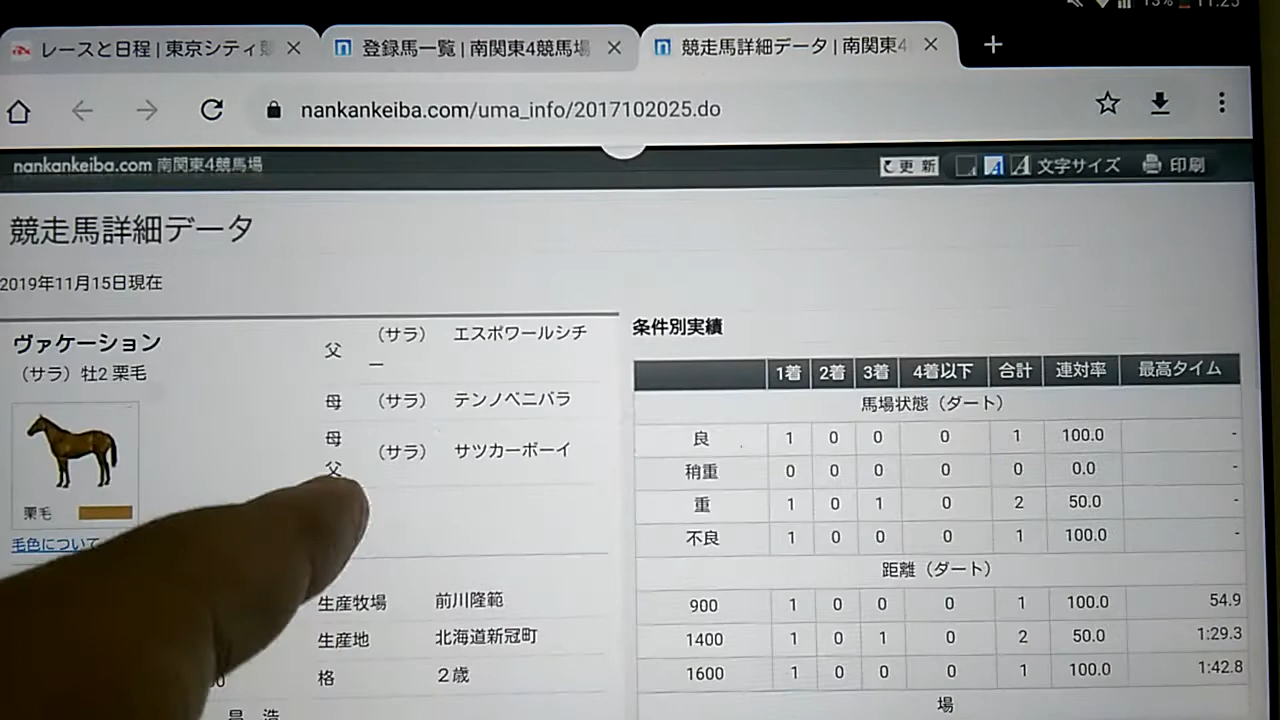 13% 11:25
レースと日程 | 東京シティ競
登録馬一覧 | 南関東4競馬場
競走馬詳細データ | 南関東4
nankankeiba.com/uma_info/2017102025.do
nankankeiba.com 南関東4競馬場
更新
A A 文字サイズ 印刷
競走馬詳細データ
2019年11月15日現在
ヴァケーション
（サラ）牡2 栗毛
栗毛
毛色について
父 （サラ） エスポワールシチー
母 （サラ） テンノベニバラ
母父 （サラ） サツカーボーイ
生産牧場 前川隆範
生産地 北海道新冠町
格 2歳
昌 浩
条件別実績
1着 2着 3着 4着以下 合計 連対率 最高タイム
馬場状態（ダート）
良 1 0 0 0 1 100.0 -
稍重 0 0 0 0 0 0.0 -
重 1 0 1 0 2 50.0 -
不良 1 0 0 0 1 100.0 -
距離（ダート）
900 1 0 0 0 1 100.0 54.9
1400 1 0 1 0 2 50.0 1:29.3
1600 1 0 0 0 1 100.0 1:42.8
場